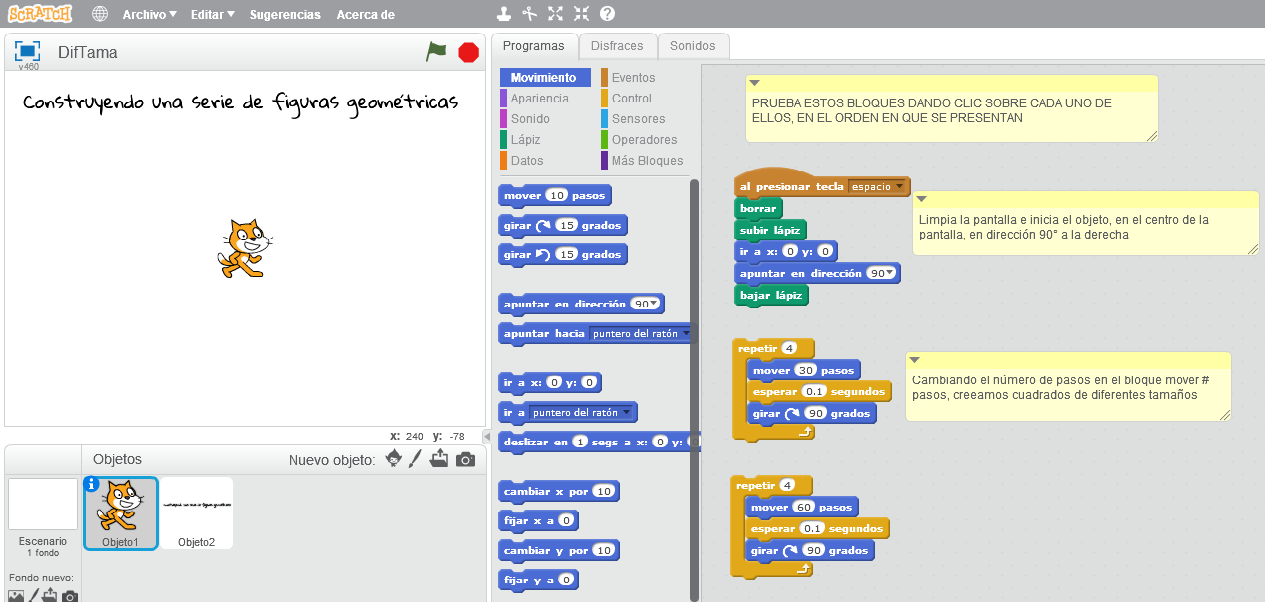 SCRATCH Archivo Editar Sugerencias Acerca de
v460 DifTama
Construyendo una serie de figuras geométricas
x: 240 y: -78
Objetos Nuevo objeto:
Escenario
1 fondo
Fondo nuevo:
Objeto1
Objeto2
Programas Disfraces Sonidos
Movimiento Eventos
Apariencia Control
Sonido Sensores
Lápiz Operadores
Datos Más Bloques
mover 10 pasos
girar 15 grados
girar 15 grados
apuntar en dirección 90
apuntar hacia puntero del ratón
ir a x: 0 y: 0
ir a puntero del ratón
deslizar en 1 segs a x: 0 y: 0
cambiar x por 10
fijar x a 0
cambiar y por 10
fijar y a 0
PRUEBA ESTOS BLOQUES DANDO CLIC SOBRE CADA UNO DE
ELLOS, EN EL ORDEN EN QUE SE PRESENTAN
al presionar tecla espacio
borrar
subir lápiz
ir a x: 0 y: 0
apuntar en dirección 90
bajar lápiz
Limpia la pantalla e inicia el objeto, en el centro de la
pantalla, en dirección 90° a la derecha
repetir 4
mover 30 pasos
esperar 0.1 segundos
girar 90 grados
Cambiando el número de pasos en el bloque mover #
pasos, creeamos cuadrados de diferentes tamaños
repetir 4
mover 60 pasos
esperar 0.1 segundos
girar 90 grados